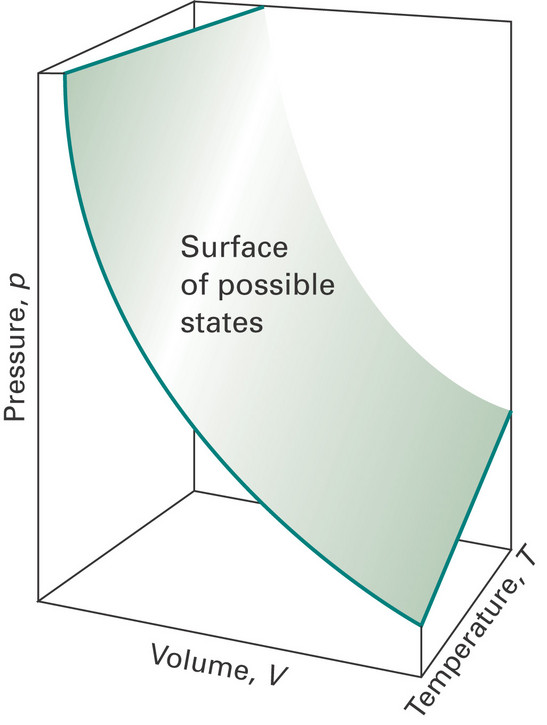 Surface
of possible
states
Pressure, p
Volume, V
Temperature, T